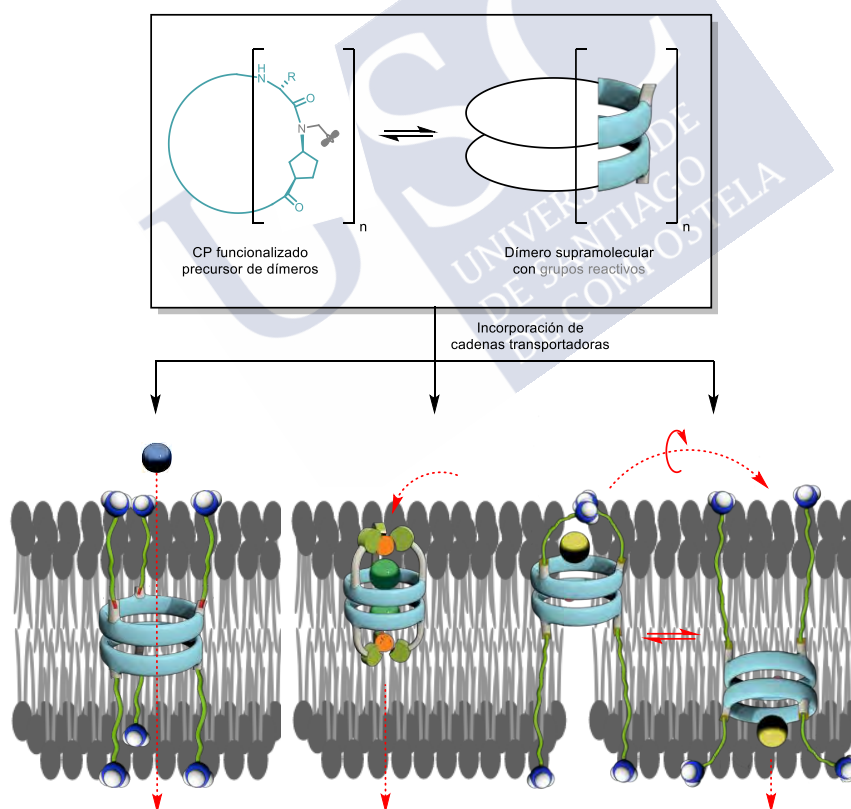 H
N
R
O
N
O
n
n
CP funcionalizado
precursor de dímeros
Dímero supramolecular
con grupos reactivos
USC
UNIVERSIDADE
DE SANTIAGO
DE COMPOSTELA
Incorporación de
cadenas transportadoras